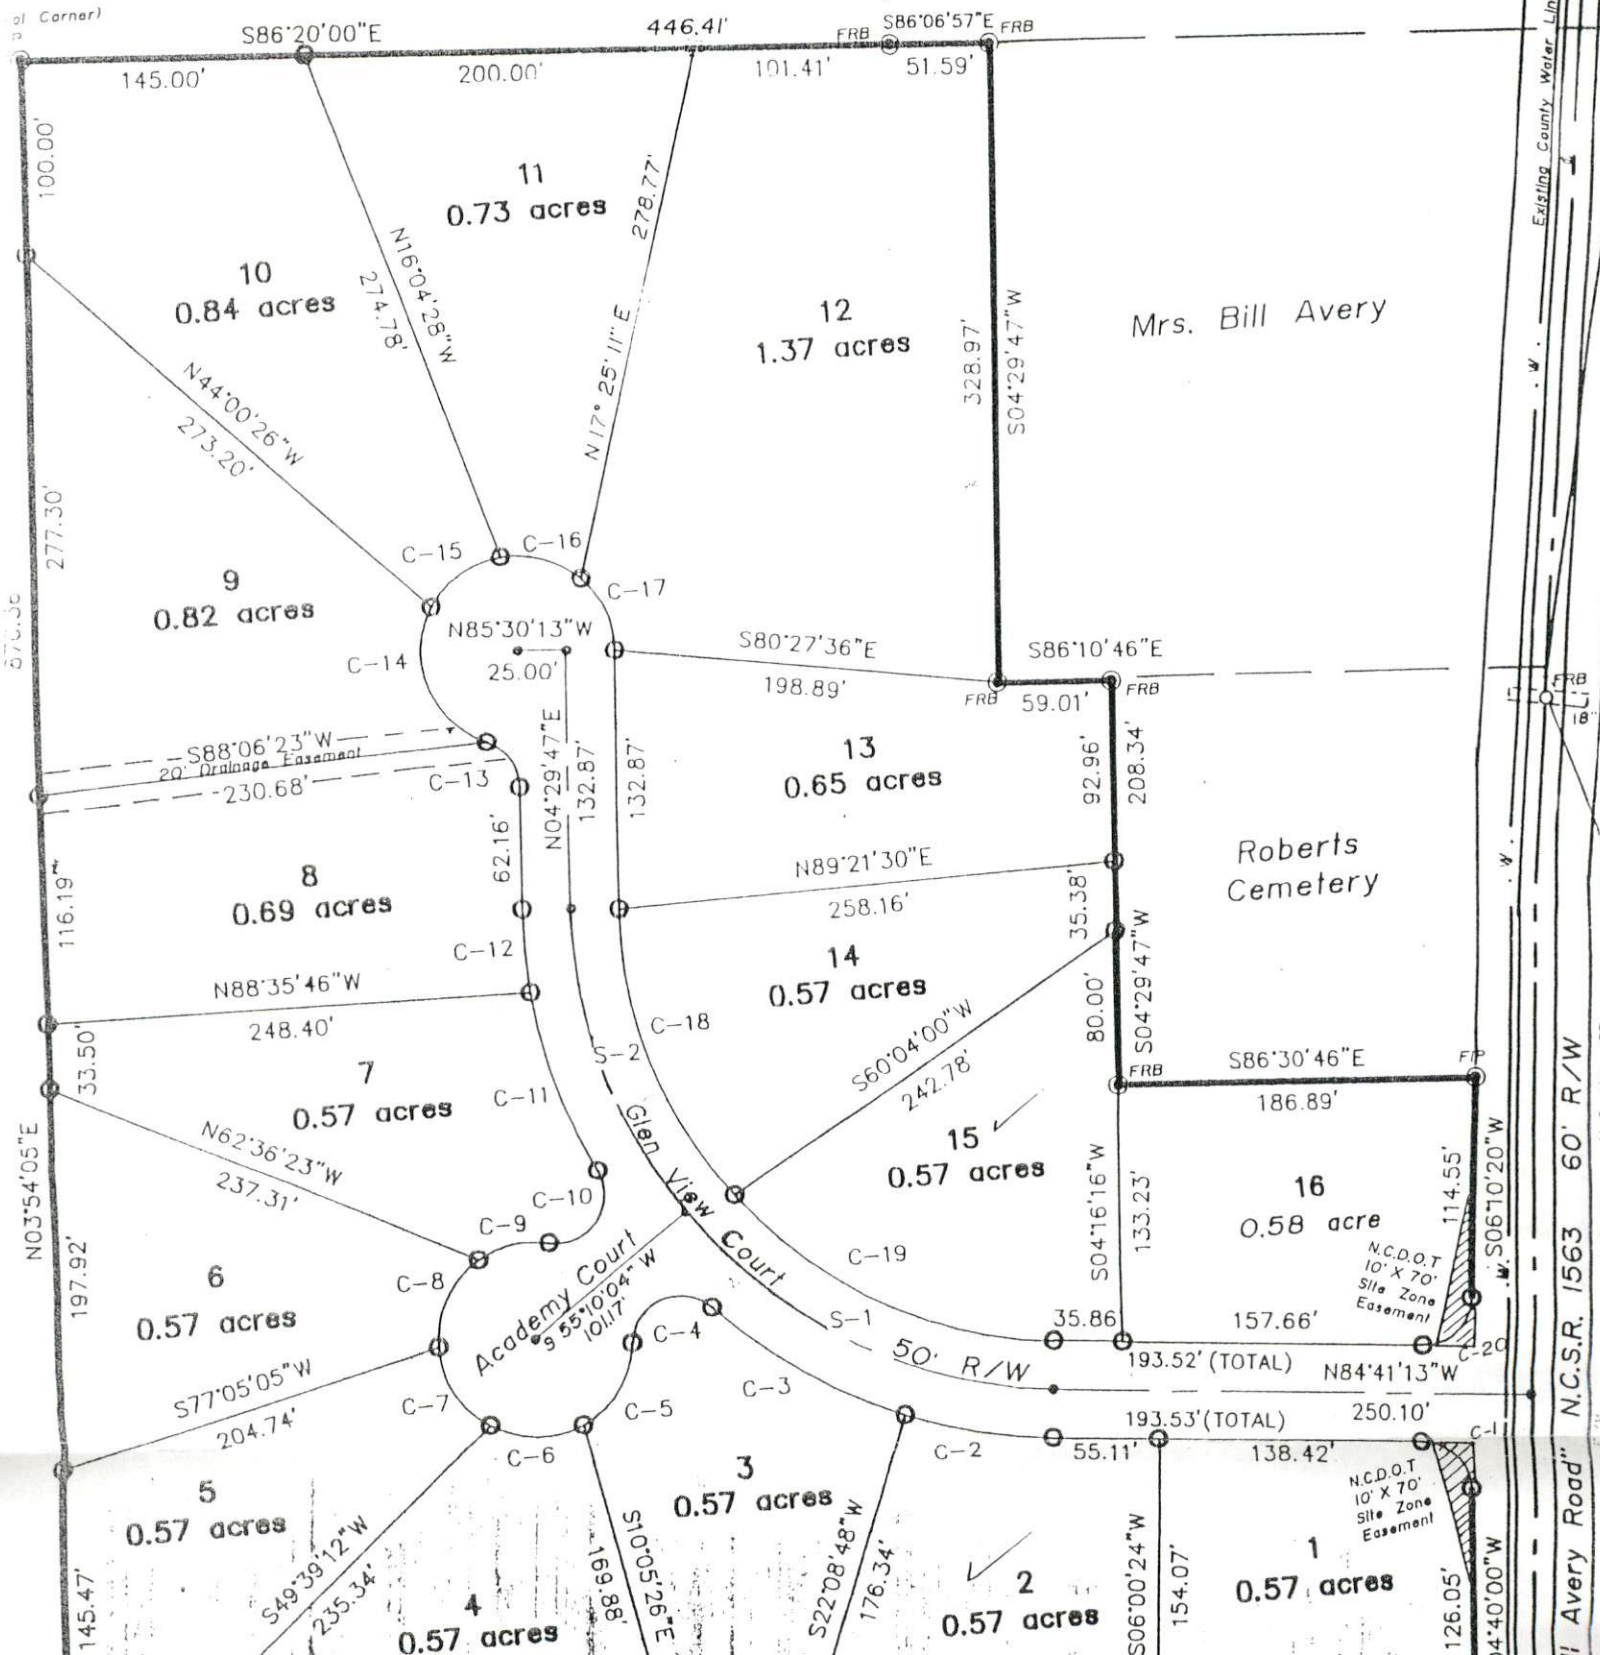 Corner)
S86°20'00"E
446.41'
FRB
S86°06'57"E
FRB
145.00'
200.00'
101.41'
51.59'
100.00'
11
0.73 acres
278.77'
N17° 25' 11" E
N16°04'28"W
274.78'
10
0.84 acres
12
1.37 acres
328.97'
S04°29'47"W
Mrs. Bill Avery
Existing County Water Lin
W
N44°00'26"W
273.20'
277.30'
C-15
C-16
C-17
9
0.82 acres
N85°30'13"W
25.00'
C-14
S80°27'36"E
198.89'
S86°10'46"E
FRB
59.01'
FRB
FRB
18"
S88°06'23"W
20' Drainage Easement
230.68'
C-13
N04°29'47"E
132.87'
132.87'
62.16'
13
0.65 acres
92.96'
208.34'
N89°21'30"E
258.16'
Roberts
Cemetery
W
116.19'
8
0.69 acres
C-12
35.38'
14
0.57 acres
N88°35'46"W
248.40'
33.50'
C-18
S-2
S60°04'00"W
242.78'
80.00'
S04°29'47"W
FRB
S86°30'46"E
FIP
186.89'
7
0.57 acres
C-11
N62°36'23"W
237.31'
N03°54'05"E
197.92'
Glen View Court
15
0.57 acres
S04°16'16"W
133.23'
16
0.58 acre
114.55'
S06°10'20"W
W
N.C.D.O.T
10' X 70'
Site Zone
Easement
C-10
C-9
C-8
Academy Court
S 55°10'04" W
101.17'
C-19
6
0.57 acres
C-4
S-1
50' R/W
35.86
157.66'
C-20
193.52' (TOTAL)
N84°41'13"W
S77°05'05"W
204.74'
C-7
C-5
C-3
C-6
C-2
193.53' (TOTAL)
250.10'
C-1
55.11'
138.42'
5
0.57 acres
3
0.57 acres
N.C.D.O.T
10' X 70'
Site Zone
Easement
S49°39'12"W
235.34'
145.47'
4
0.57 acres
S10°05'26"E
169.88'
S22°08'48"W
176.34'
2
0.57 acres
S06°00'24"W
154.07'
1
0.57 acres
126.05'
04°40'00"W
Avery Road" N.C.S.R. 1563 60' R/W